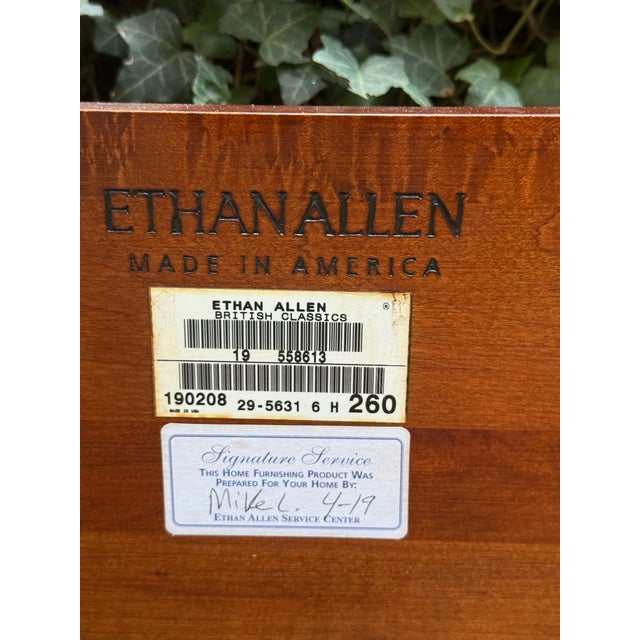 ETHAN ALLEN
MADE IN AMERICA
ETHAN ALLEN ®
BRITISH CLASSICS
19 558613
190208 29-5631 6 H 260
MADE IN USA
Signature Service
THIS HOME FURNISHING PRODUCT WAS
PREPARED FOR YOUR HOME BY:
Mike L. 4-19
ETHAN ALLEN SERVICE CENTER